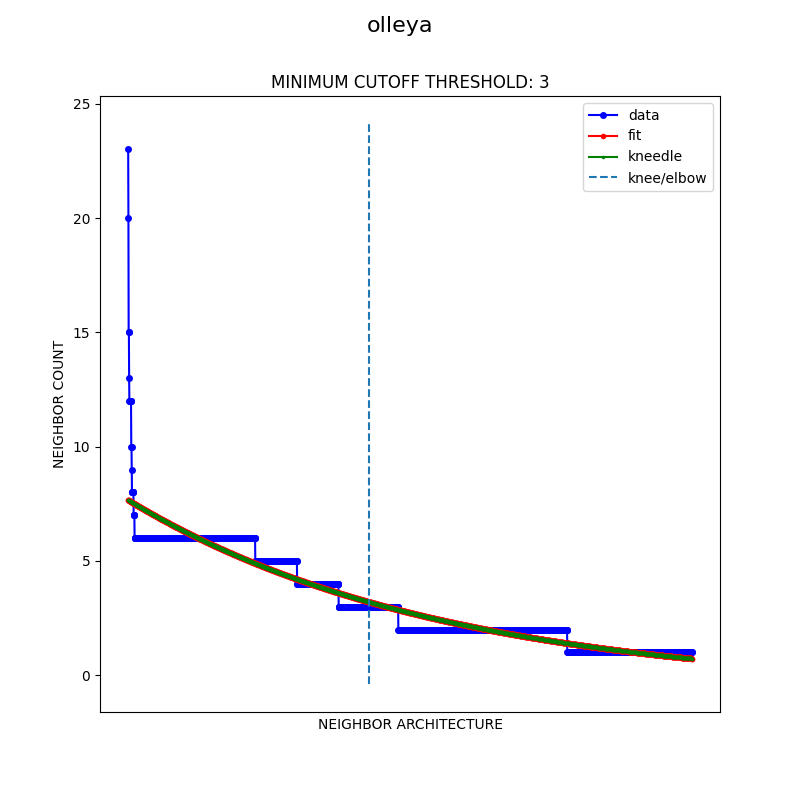 olleya
MINIMUM CUTOFF THRESHOLD: 3
data
fit
kneedle
knee/elbow
25
20
15
10
5
0
NEIGHBOR COUNT
NEIGHBOR ARCHITECTURE